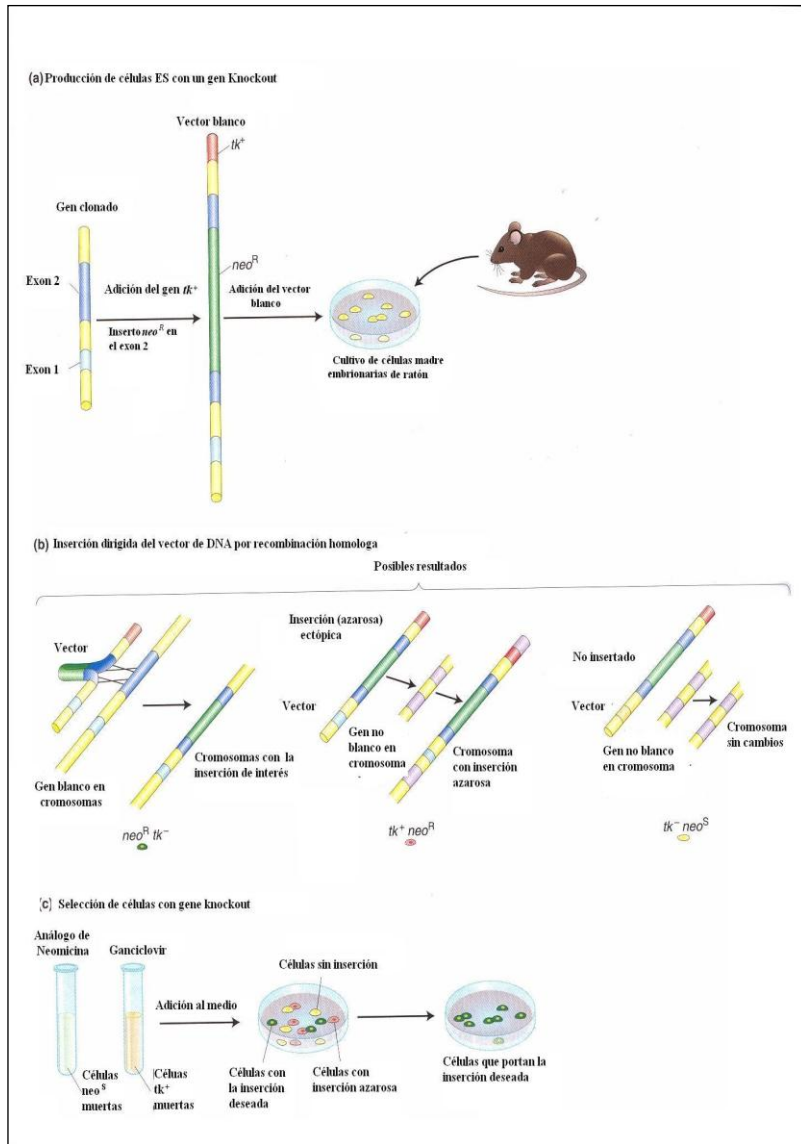 (a) Producción de células ES con un gen Knockout
Vector blanco
tk+
Gen clonado
neoR
Exon 2
Adición del gen tk+
Adición del vector
blanco
Inserto neo R en
el exon 2
Exon 1
Cultivo de células madre
embrionarias de ratón
(b) Inserción dirigida del vector de DNA por recombinación homologa
Posibles resultados
Vector
Gen blanco en
cromosomas
Cromosomas con la
inserción de interés
neoR tk−
Inserción (azarosa)
ectópica
Vector
Gen no
blanco en
cromosoma
Cromosoma
con inserción
azarosa
tk+ neoR
No insertado
Vector
Gen no blanco
en cromosoma
Cromosoma
sin cambios
tk− neoS
(c) Selección de células con gene knockout
Análogo de
Neomicina
Ganciclovir
Adición al medio
Células sin inserción
Células
neo S
muertas
Céluas
tk+
muertas
Células con
la inserción
deseada
Células con
inserción azarosa
Células que portan la
inserción deseada